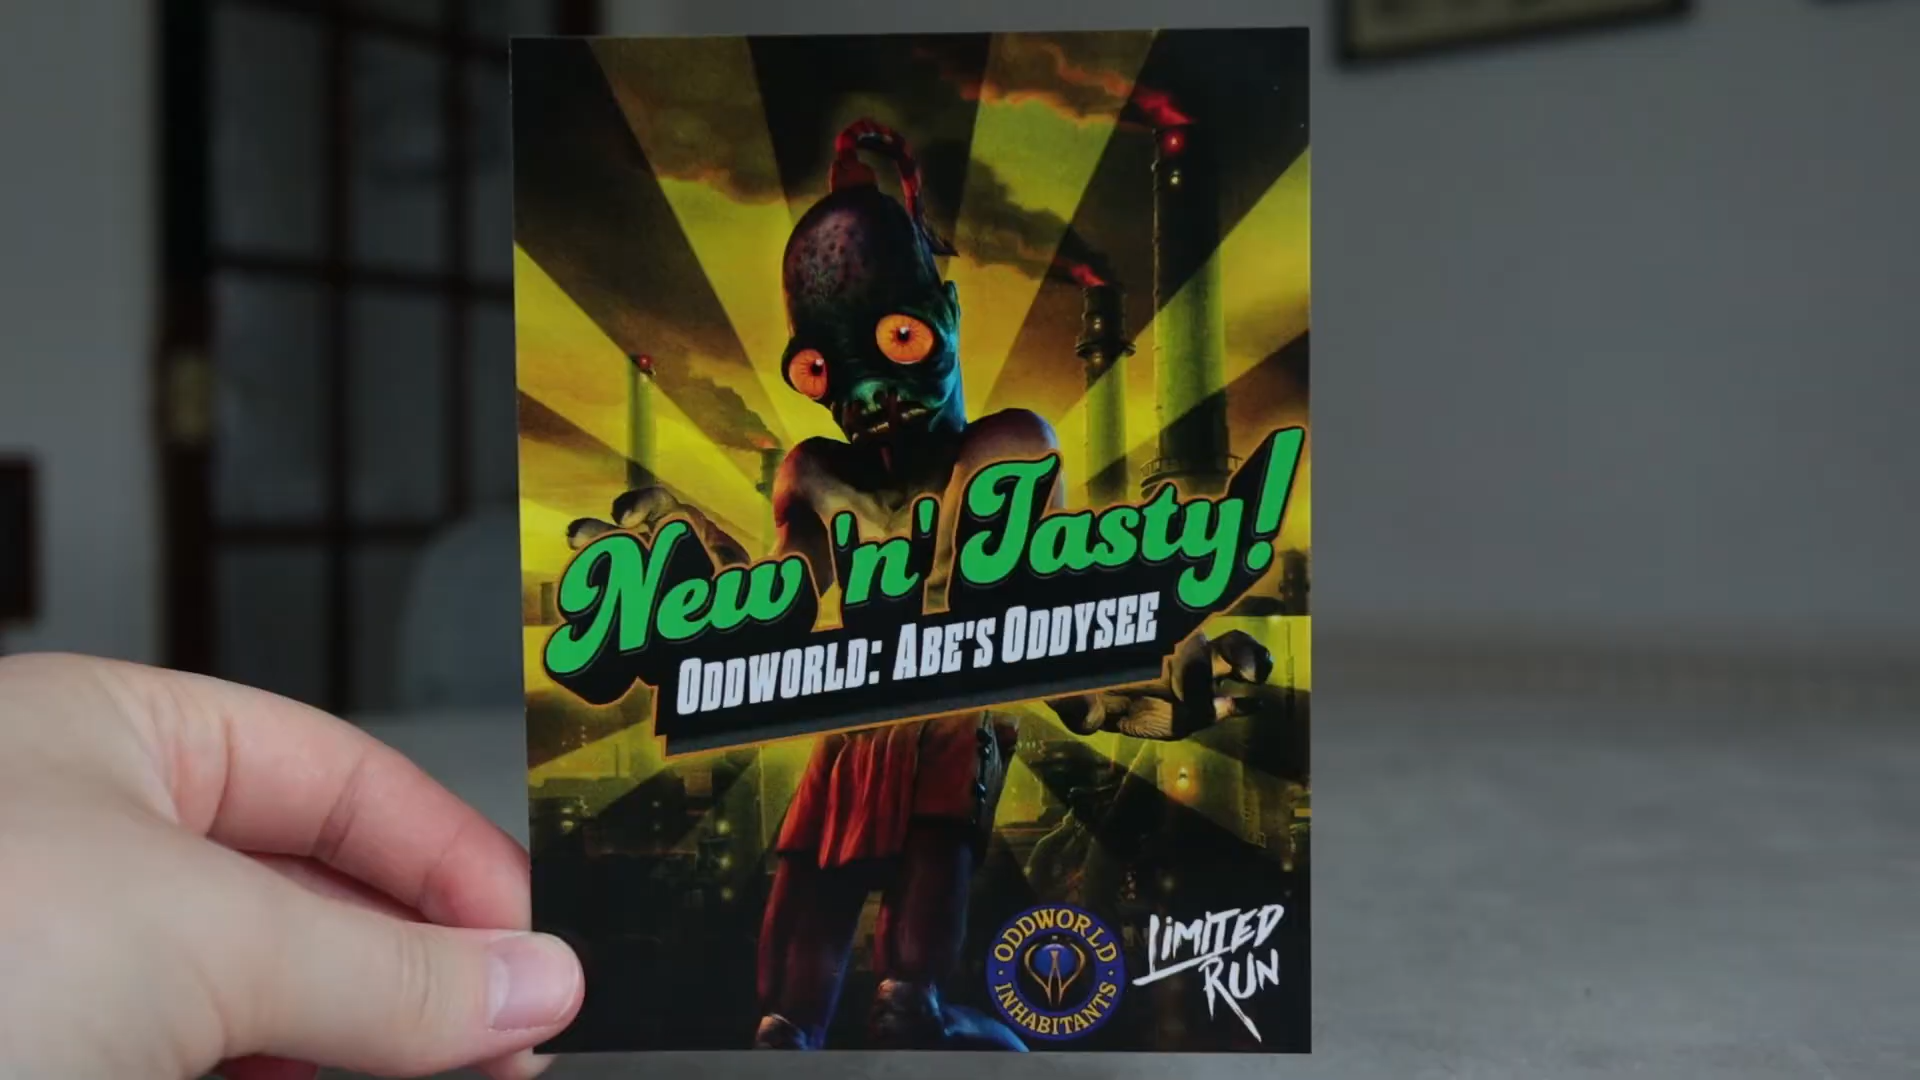 New 'n' Tasty!
ODDWORLD: ABE'S ODDYSEE
ODDWORLD
INHABITANTS
LiMITED
RUN